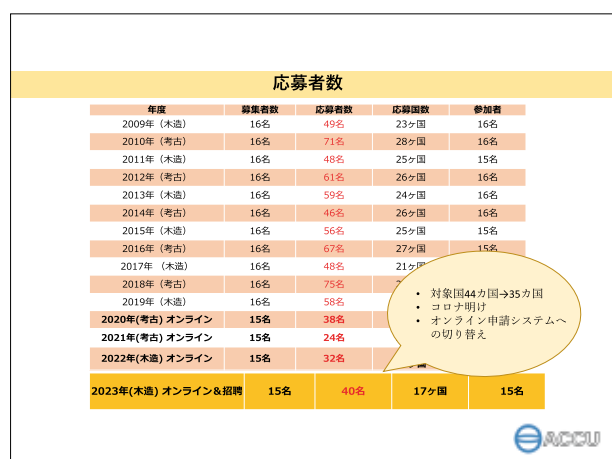 応募者数
年度 募集者数 応募者数 応募国数 参加者
2009年（木造） 16名 49名 23ヶ国 16名
2010年（考古） 16名 71名 28ヶ国 16名
2011年（木造） 16名 48名 25ヶ国 15名
2012年（考古） 16名 61名 26ヶ国 16名
2013年（木造） 16名 59名 24ヶ国 16名
2014年（考古） 16名 46名 26ヶ国 16名
2015年（木造） 16名 56名 25ヶ国 15名
2016年（考古） 16名 67名 27ヶ国 15名
2017年 （木造） 16名 48名 21ヶ国
2018年（考古） 16名 75名
2019年（木造） 16名 58名
2020年(考古) オンライン 15名 38名
2021年(考古) オンライン 15名 24名
2022年(木造) オンライン 15名 32名
2023年(木造) オンライン＆招聘 15名 40名 17ヶ国 15名
• 対象国44カ国→35カ国
• コロナ明け
• オンライン申請システムへ
の切り替え
ACCU